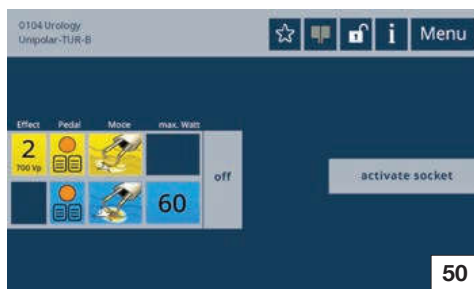 0104 Urology
Unipolar-TUR-B
i
Menu
Effect Pedal Mode max. Watt
2
700 Vp
off
60
activate socket
50